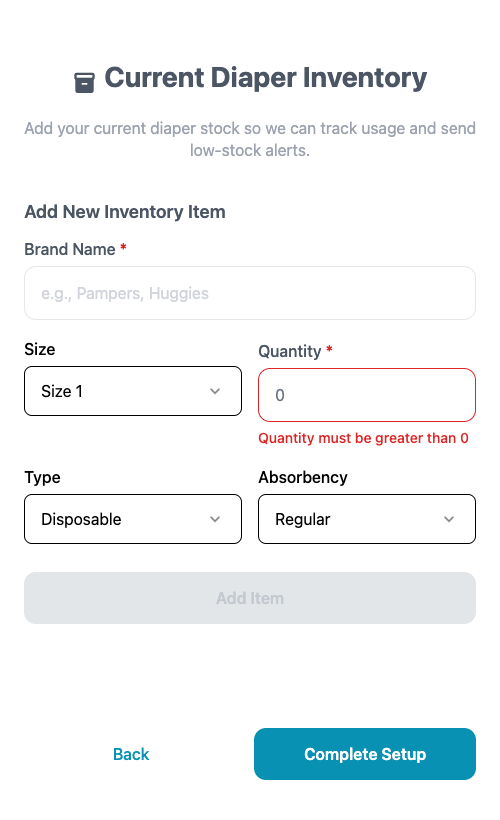 Current Diaper Inventory
Add your current diaper stock so we can track usage and send
low-stock alerts.
Add New Inventory Item
Brand Name *
e.g., Pampers, Huggies
Size
Quantity *
Size 1
0
Quantity must be greater than 0
Type
Absorbency
Disposable
Regular
Add Item
Back
Complete Setup